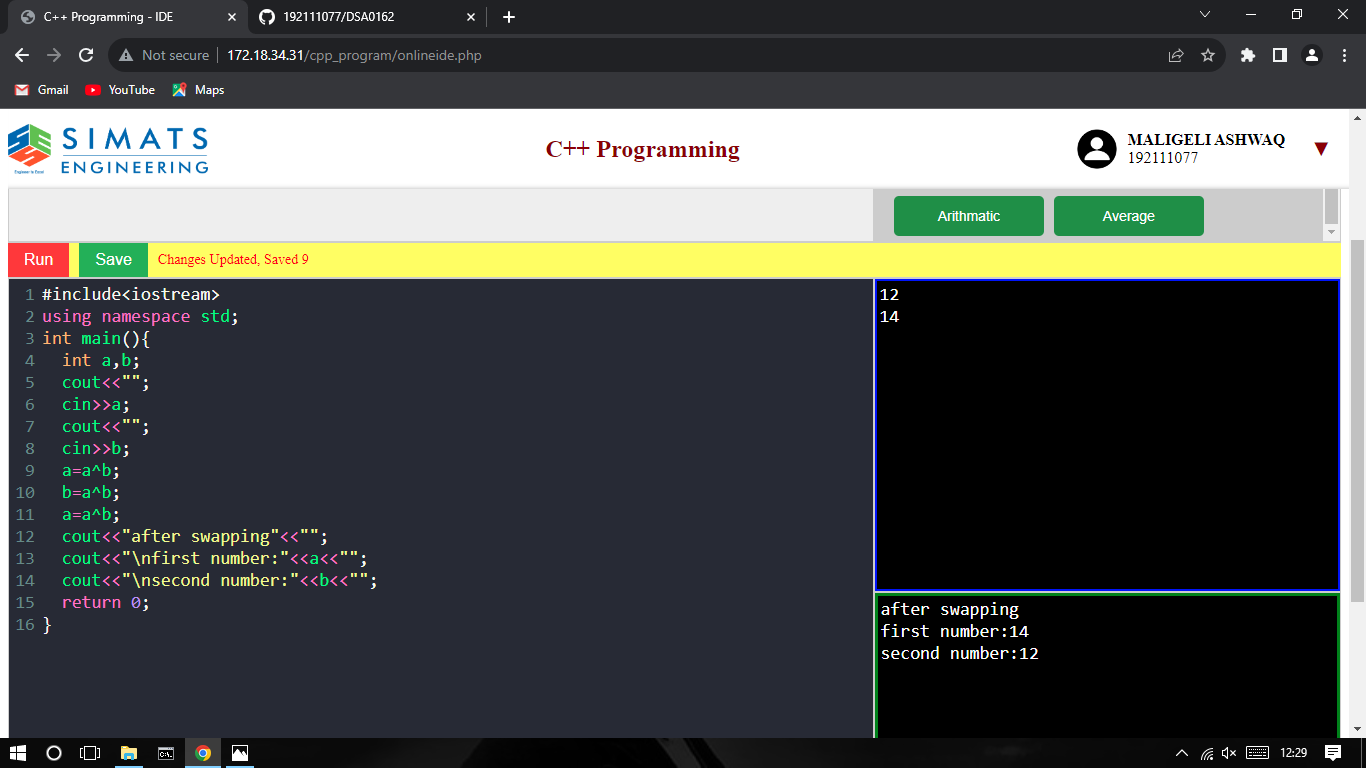 C++ Programming - IDE
192111077/DSA0162
Not secure
172.18.34.31/cpp_program/onlineide.php
Gmail
YouTube
Maps
SIMATS
ENGINEERING
Engineer to Excel
C++ Programming
MALIGELI ASHWAQ
192111077
Arithmatic
Average
Run
Save
Changes Updated, Saved 9
1 #include<iostream>
2 using namespace std;
3 int main(){
4   int a,b;
5   cout<<"";
6   cin>>a;
7   cout<<"";
8   cin>>b;
9   a=a^b;
10   b=a^b;
11   a=a^b;
12   cout<<"after swapping"<<"";
13   cout<<"\nfirst number:"<<a<<"";
14   cout<<"\nsecond number:"<<b<<"";
15   return 0;
16 }
12
14
after swapping
first number:14
second number:12
12:29